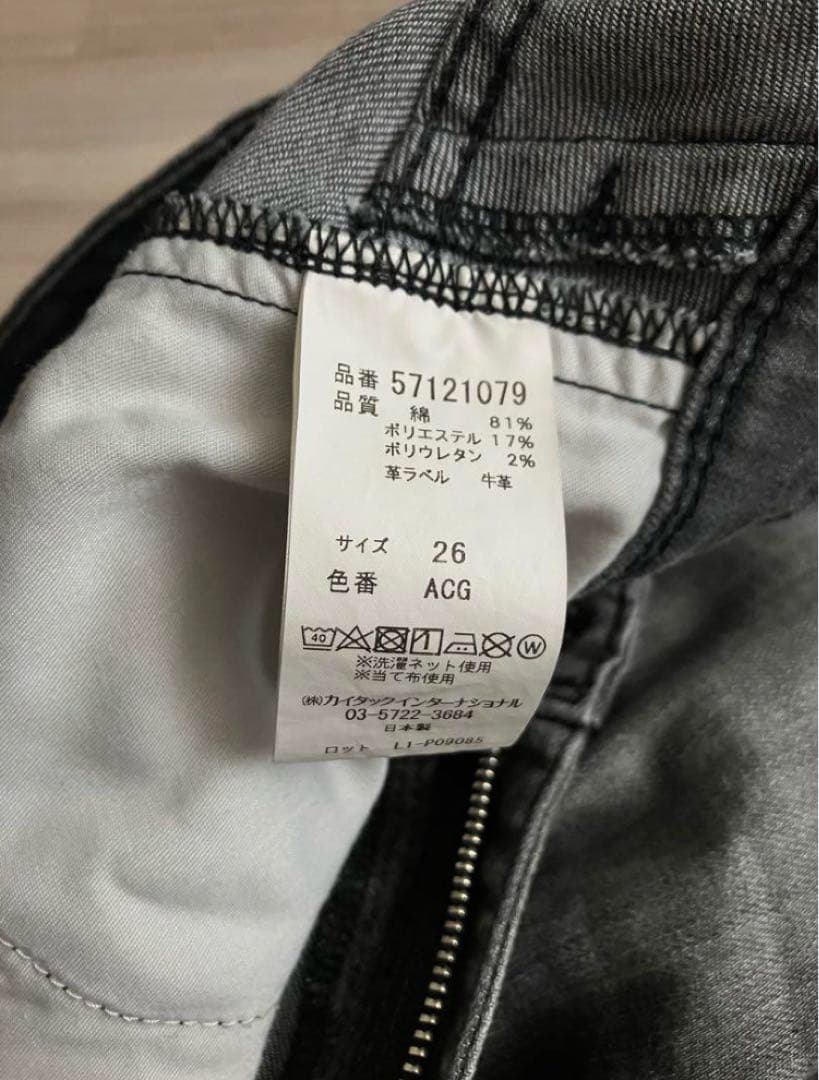 品番 57121079
品質 綿 81%
ポリエステル 17%
ポリウレタン 2%
革ラベル 牛革
サイズ 26
色番 ACG
40 W
※洗濯ネット使用
※当て布使用
㈱カイタックインターナショナル
03-5722-3684
日本製
ロット L1-P09085